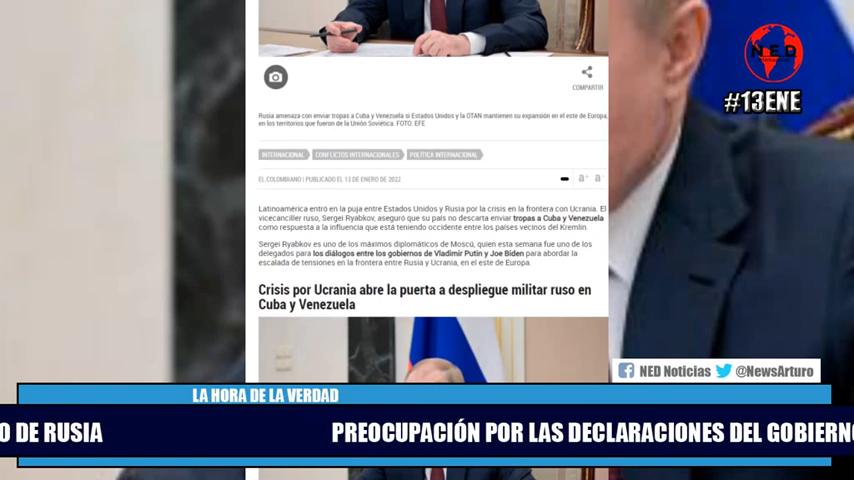 NED
#13ENE
COMPARTIR
Rusia amenaza con enviar tropas a Cuba y Venezuela si Estados Unidos y la OTAN mantienen su expansión en el este de Europa,
en los territorios que fueron de la Unión Soviética. FOTO: EFE
INTERNACIONAL CONFLICTOS INTERNACIONALES POLÍTICA INTERNACIONAL
EL COLOMBIANO | PUBLICADO EL 13 DE ENERO DE 2022
a+ a-
Latinoamérica entró en la puja entre Estados Unidos y Rusia por la crisis en la frontera con Ucrania. El
vicecanciller ruso, Sergei Ryabkov, aseguró que su país no descarta enviar tropas a Cuba y Venezuela
como respuesta a la influencia que está teniendo occidente entre los países vecinos del Kremlin.
Sergei Ryabkov es uno de los máximos diplomáticos de Moscú, quien esta semana fue uno de los
delegados para los diálogos entre los gobiernos de Vladimir Putin y Joe Biden para abordar la
escalada de tensiones en la frontera entre Rusia y Ucrania, en el este de Europa.
Crisis por Ucrania abre la puerta a despliegue militar ruso en
Cuba y Venezuela
NED Noticias @NewsArturo
LA HORA DE LA VERDAD
O DE RUSIA PREOCUPACIÓN POR LAS DECLARACIONES DEL GOBIERNO